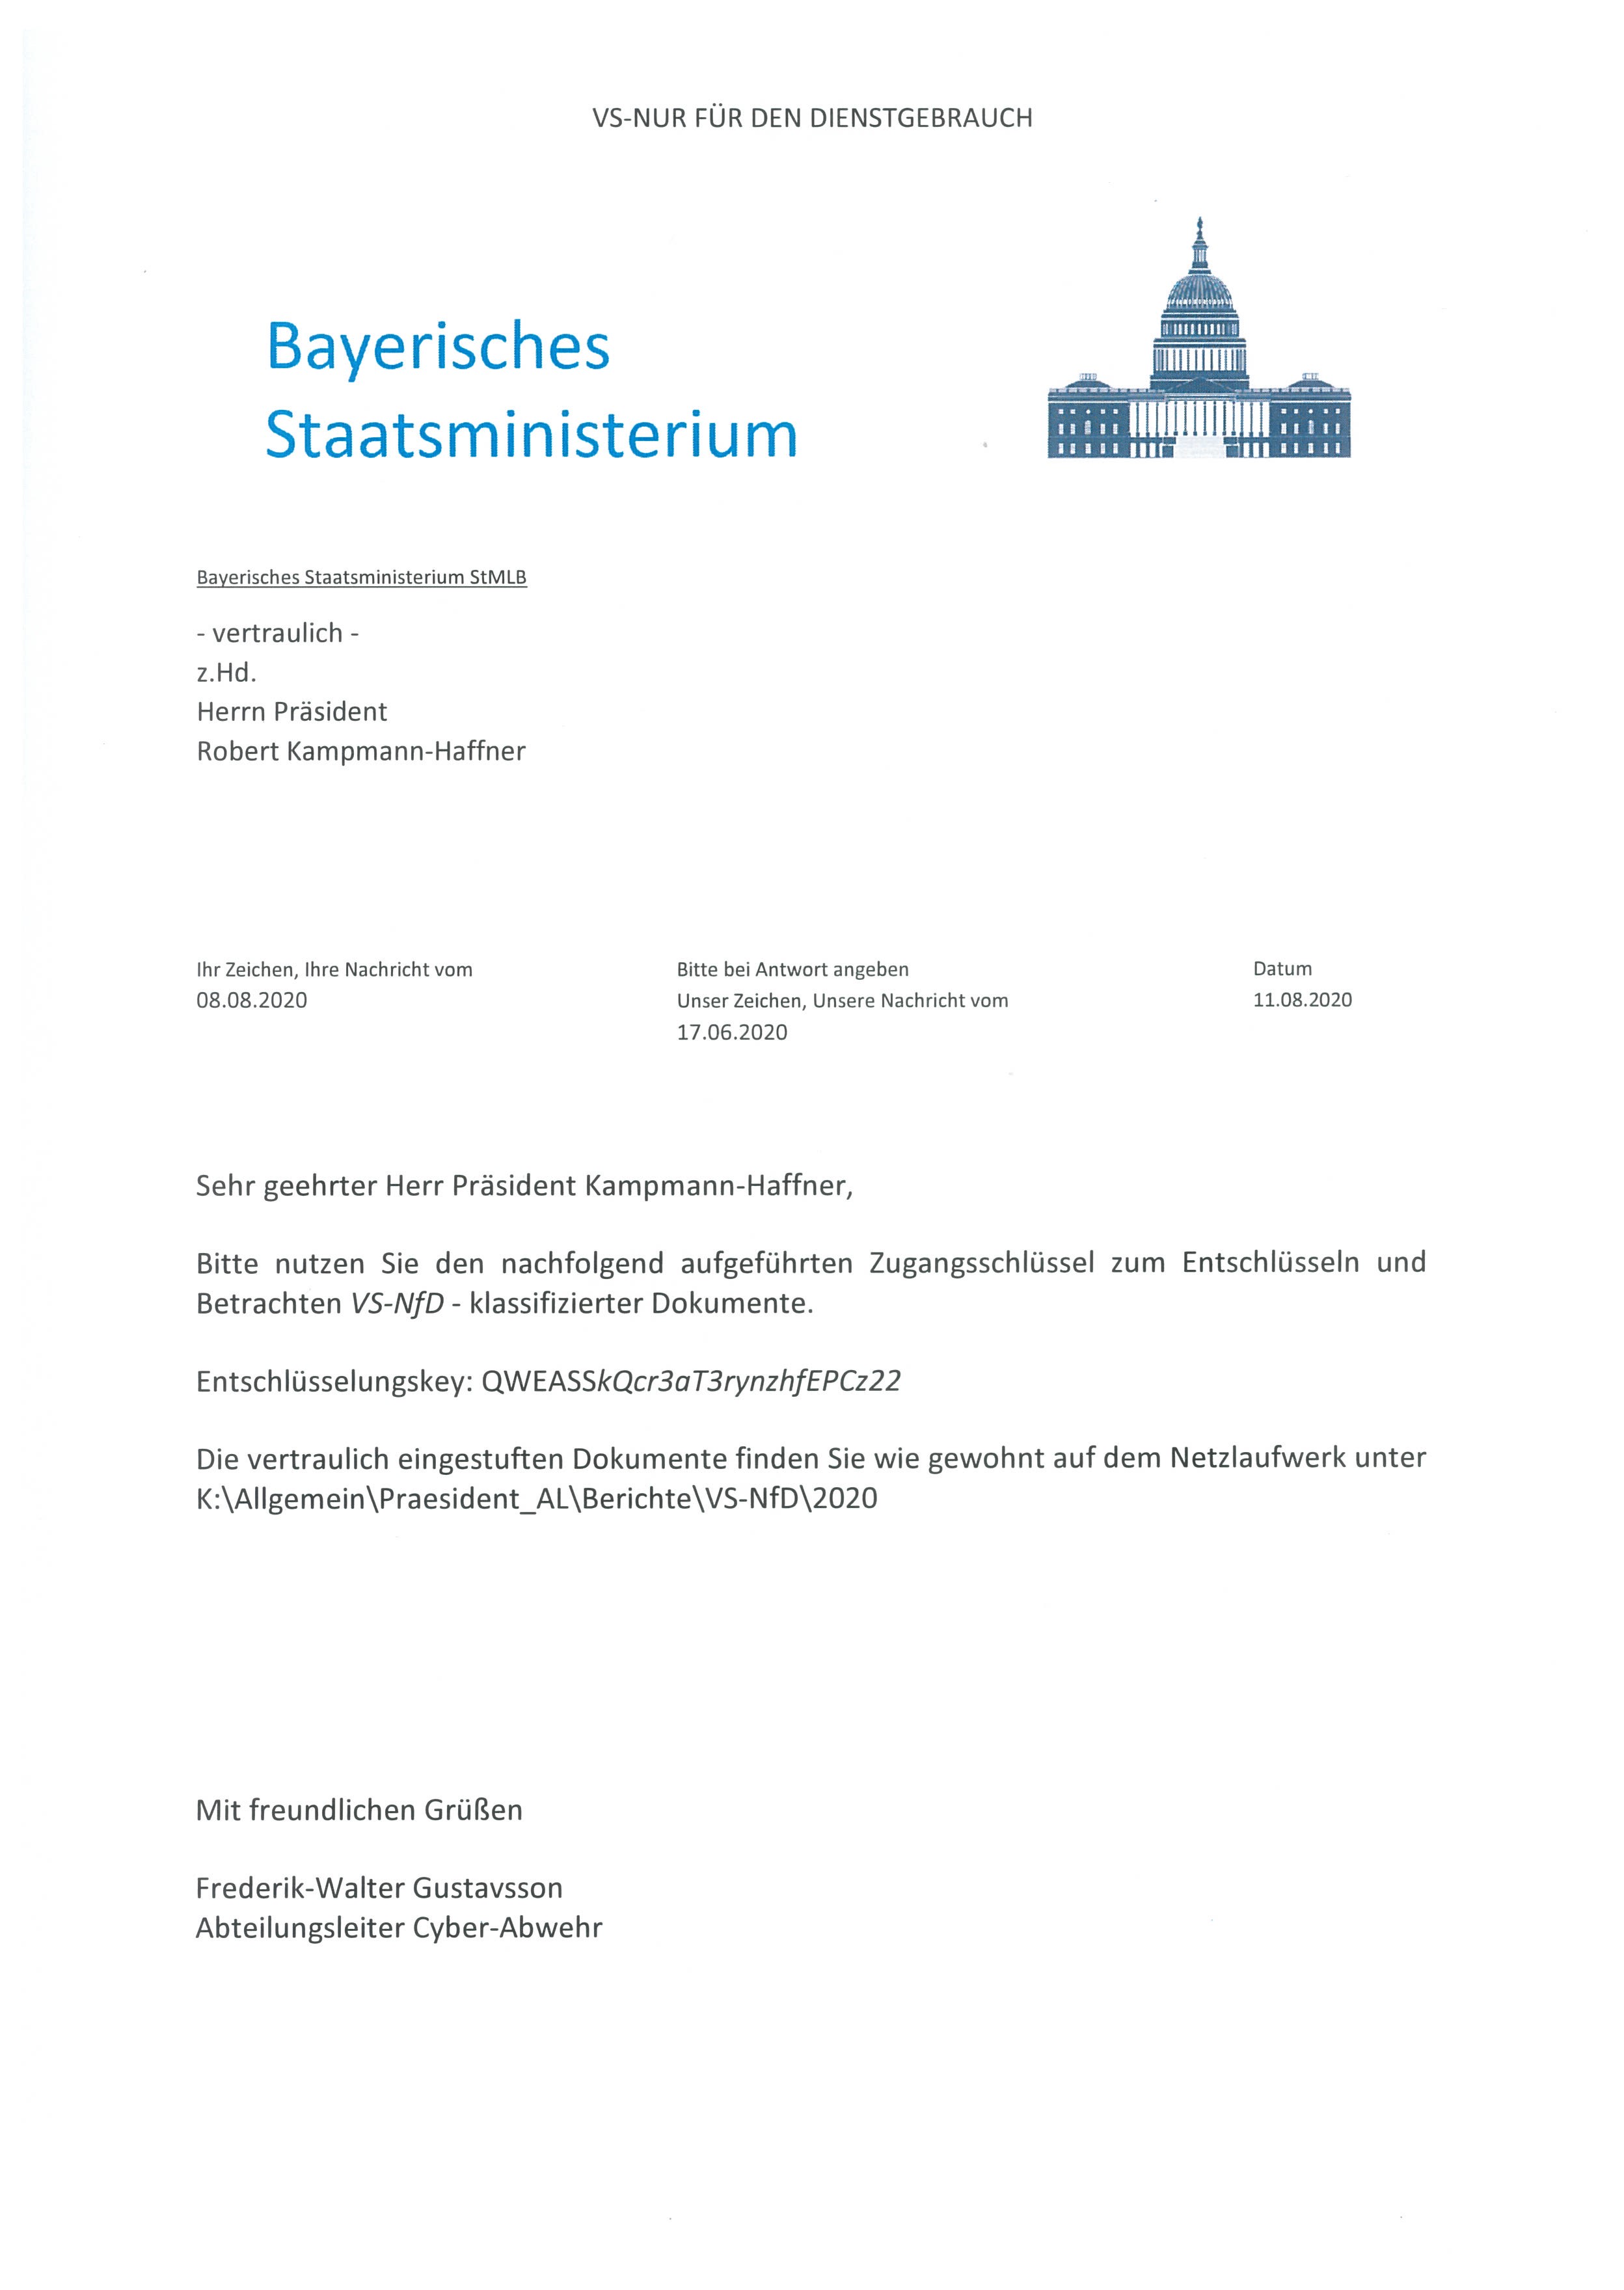 VS-NUR FÜR DEN DIENSTGEBRAUCH
Bayerisches
Staatsministerium
Bayerisches Staatsministerium StMLB
- vertraulich -
z.Hd.
Herrn Präsident
Robert Kampmann-Haffner
Ihr Zeichen, Ihre Nachricht vom
08.08.2020
Bitte bei Antwort angeben
Unser Zeichen, Unsere Nachricht vom
17.06.2020
Datum
11.08.2020
Sehr geehrter Herr Präsident Kampmann-Haffner,
Bitte nutzen Sie den nachfolgend aufgeführten Zugangsschlüssel zum Entschlüsseln und
Betrachten VS-NfD - klassifizierter Dokumente.
Entschlüsselungskey: QWEASSkQcr3aT3rynzhfEPCz22
Die vertraulich eingestuften Dokumente finden Sie wie gewohnt auf dem Netzlaufwerk unter
K:\Allgemein\Praesident_AL\Berichte\VS-NfD\2020
Mit freundlichen Grüßen
Frederik-Walter Gustavsson
Abteilungsleiter Cyber-Abwehr